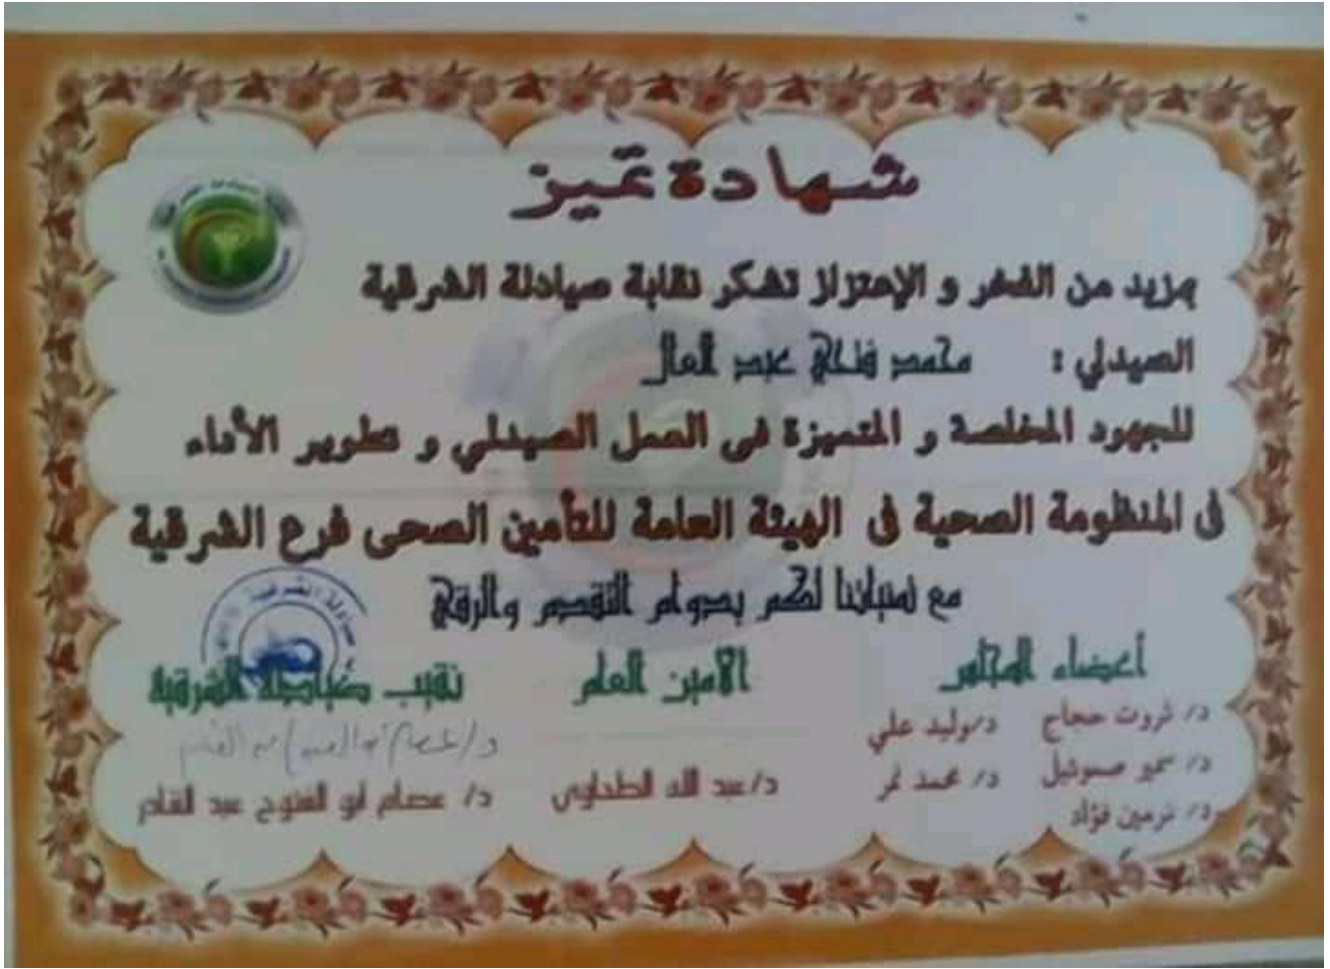 شهادة تميز
بمزيد من الفخر و الإعتزاز تشكر نقابة صيادلة الشرقية
الصيدلي : محمد فتحي عبد العال
للجهود المخلصة و المتميزة فى العمل الصيدلي و تطوير الأداء
فى المنظومة الصحية فى الهيئة العامة للتأمين الصحى فرع الشرقية
مع تمنياتنا لكم بدوام التقدم والرقي
أعضاء المجلس
الأمين العام
نقيب صيادلة الشرقية
د/ ثروت حجاج د/وليد علي
د/ سمير صموئيل د/ محمد نمر
د/ نرمين فؤاد
د/عبد الله الطحاوى
د/ عصام أبو الفتوح عبد القادر